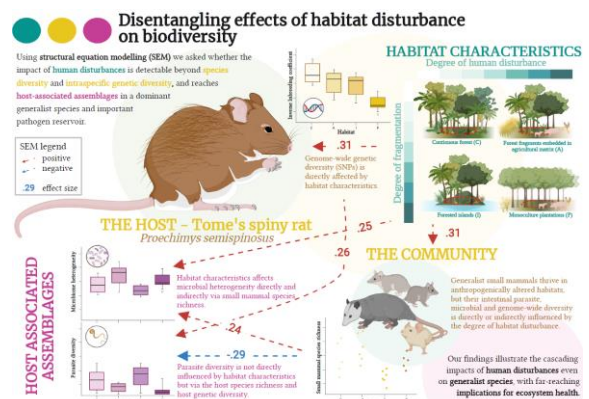 Disentangling effects of habitat disturbance
on biodiversity
Using structural equation modelling (SEM) we asked whether the
impact of human disturbances is detectable beyond species
diversity and intraspecific genetic diversity, and reaches
host-associated assemblages in a dominant
generalist species and important
pathogen reservoir.
SEM legend
positive
negative
.29 effect size
Inverse inbreeding coefficient
Habitat
.31
Genome-wide genetic
diversity (SNPs) is
directly affected by
habitat characteristics.
HABITAT CHARACTERISTICS
Degree of human disturbance
Degree of fragmentation
Continuous forest (C)
Forest fragments embedded in
agricultural matrix (A)
Forested islands (I)
Monoculture plantations (P)
THE HOST - Tome's spiny rat
Proechimys semispinosus
.25
.26
.31
THE COMMUNITY
Generalist small mammals thrive in
anthropogenically altered habitats,
but their intestinal parasite,
microbial and genome-wide diversity
is directly or indirectly influenced by
the degree of habitat disturbance.
Small mammal species richness
HOST ASSOCIATED
ASSEMBLAGES
Microbiome heterogeneity
Habitat characteristics affects
microbial heterogeneity directly and
indirectly via small mammal species
richness.
.24
.29
Parasite diversity
Parasite diversity is not directly
influenced by habitat characteristics
but via the host species richness and
host genetic diversity.
Our findings illustrate the cascading
impacts of human disturbances even
on generalist species, with far-reaching
implications for ecosystem health.